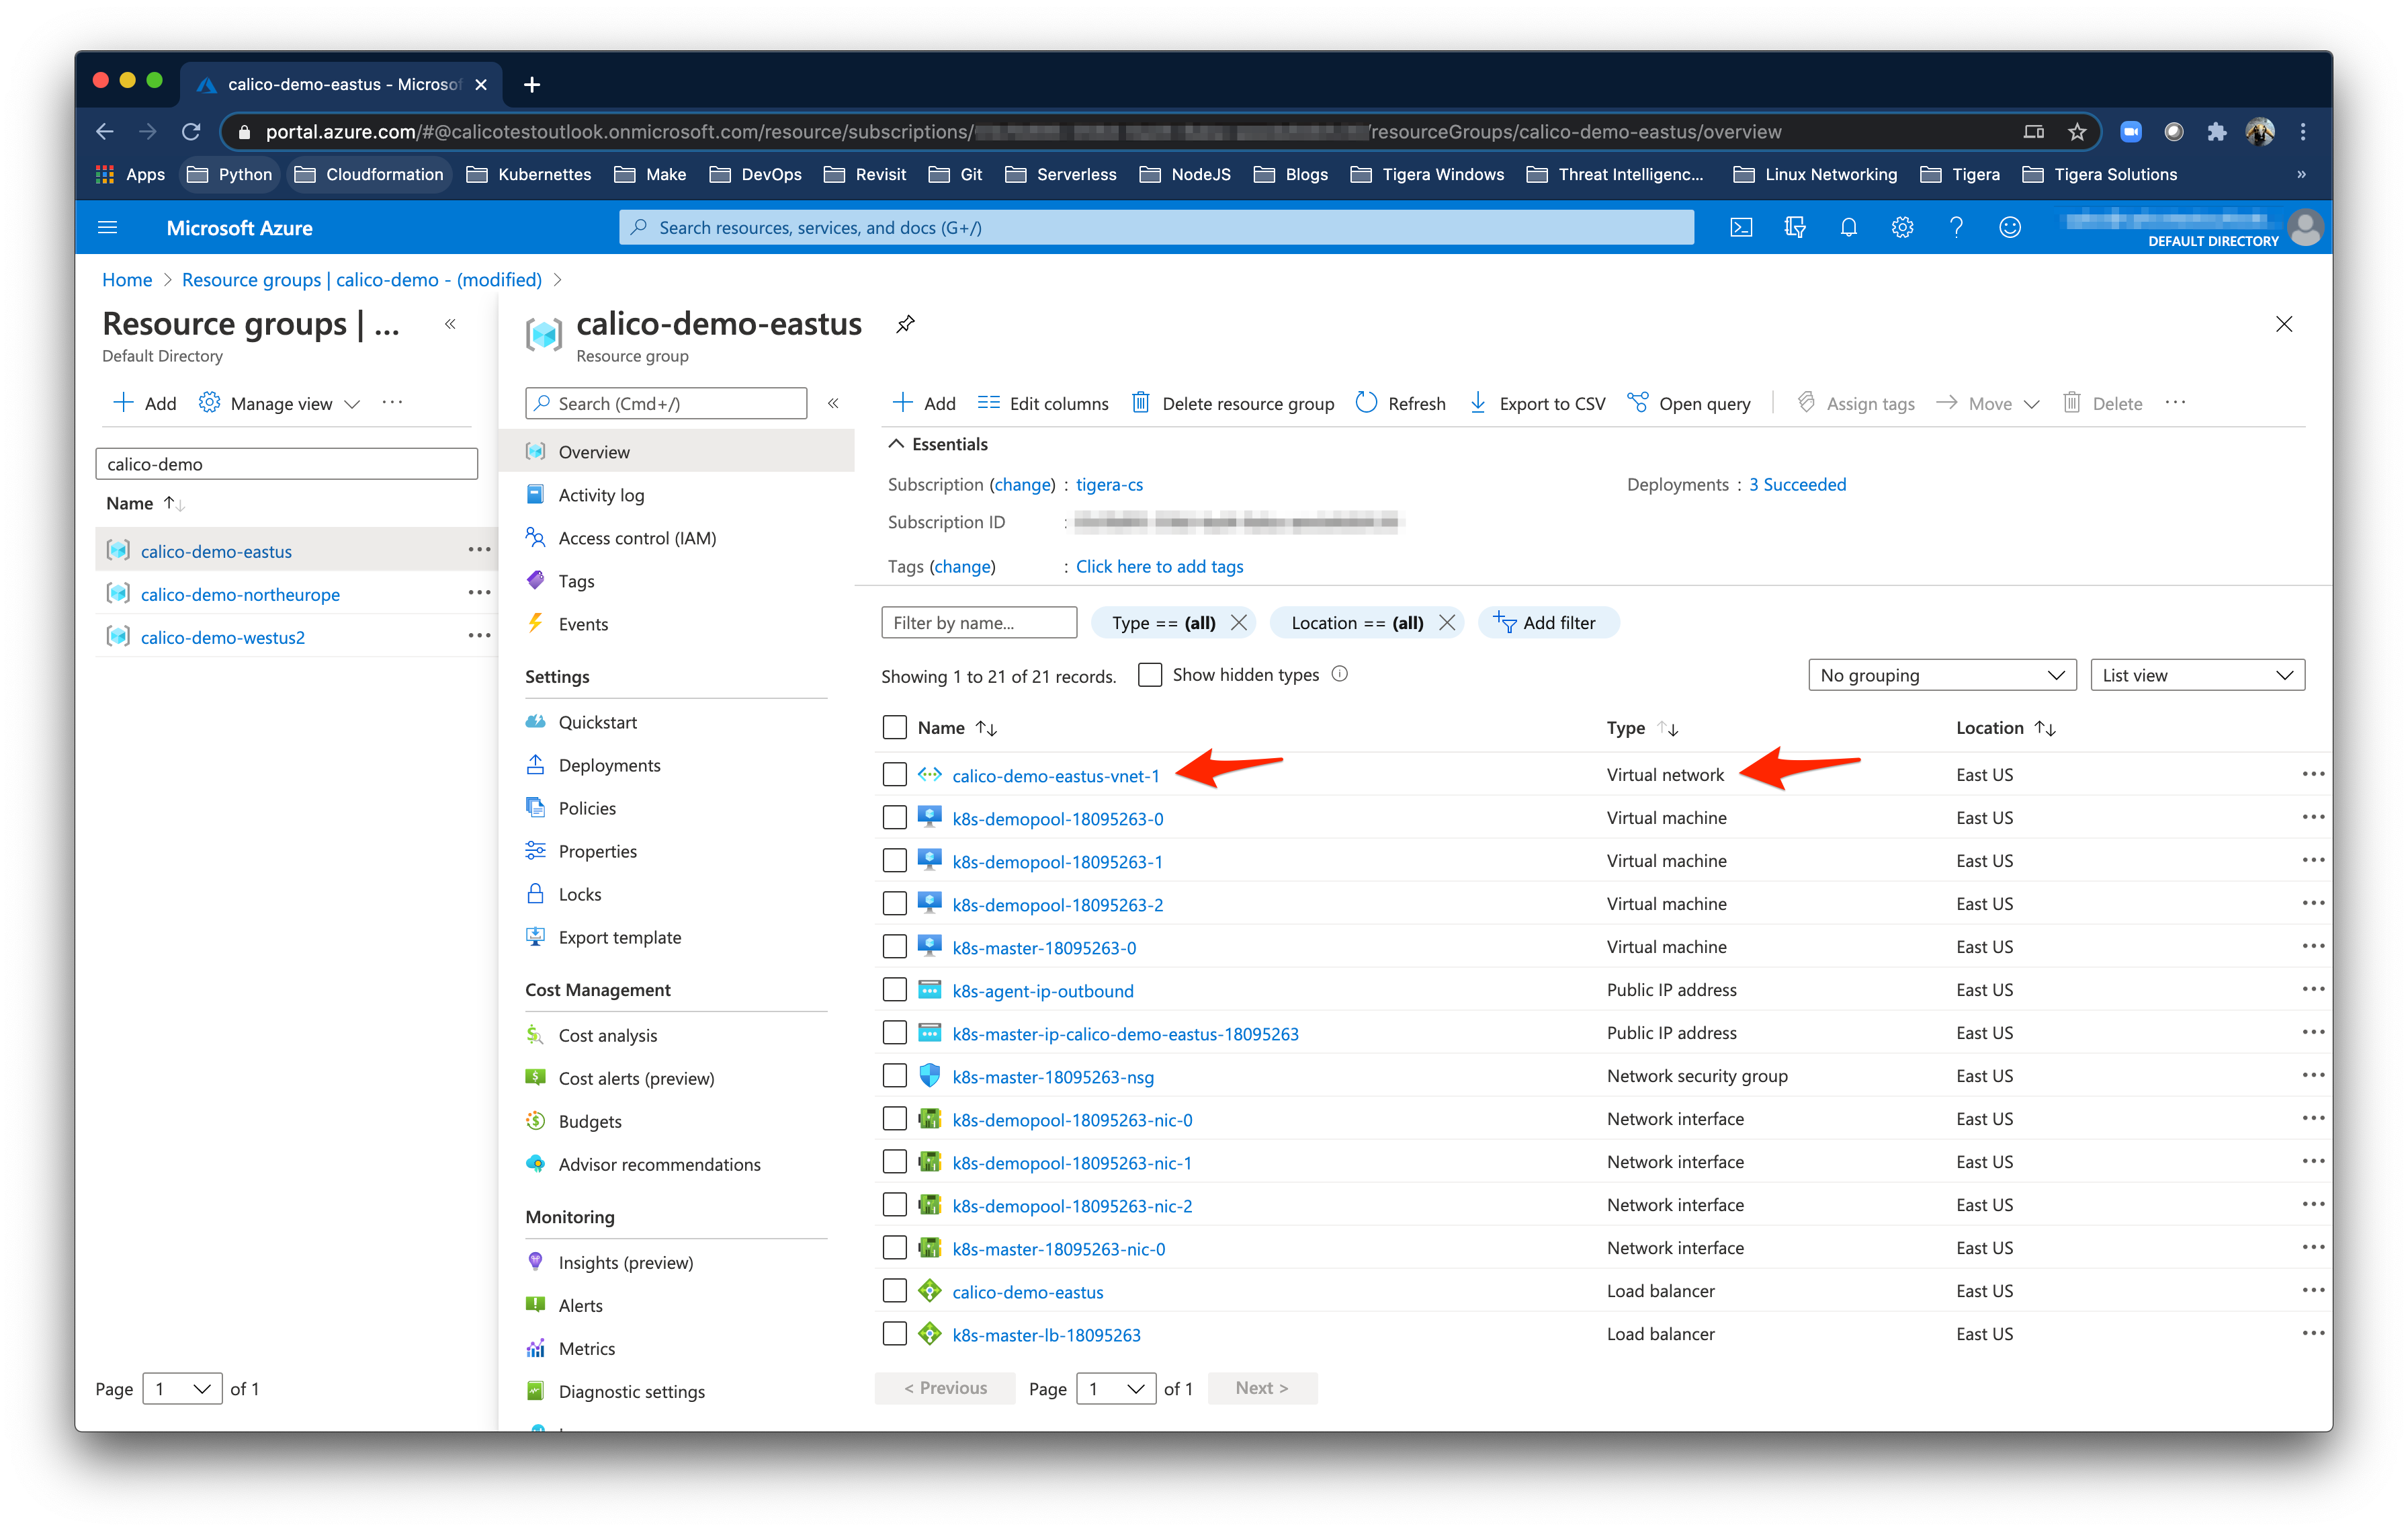 calico-demo-eastus - Microsof
portal.azure.com/#@calicotestoutlook.onmicrosoft.com/resource/subscriptions/ /resourceGroups/calico-demo-eastus/overview
Apps Python Cloudformation Kubernettes Make DevOps Revisit Git Serverless NodeJS Blogs Tigera Windows Threat Intelligenc... Linux Networking Tigera Tigera Solutions »
Microsoft Azure
Search resources, services, and docs (G+/)
DEFAULT DIRECTORY
Home > Resource groups | calico-demo - (modified) >
Resource groups | ... «
Default Directory
Add Manage view ...
calico-demo
Name
calico-demo-eastus
calico-demo-northeurope
calico-demo-westus2
Page 1 of 1
calico-demo-eastus
Resource group
Search (Cmd+/) «
Overview
Activity log
Access control (IAM)
Tags
Events
Settings
Quickstart
Deployments
Policies
Properties
Locks
Export template
Cost Management
Cost analysis
Cost alerts (preview)
Budgets
Advisor recommendations
Monitoring
Insights (preview)
Alerts
Metrics
Diagnostic settings
Add Edit columns Delete resource group Refresh Export to CSV Open query Assign tags Move Delete ...
Essentials
Subscription (change) : tigera-cs
Deployments : 3 Succeeded
Subscription ID :
Tags (change) : Click here to add tags
Filter by name... Type == (all) Location == (all) Add filter
Showing 1 to 21 of 21 records. Show hidden types No grouping List view
Name Type Location
calico-demo-eastus-vnet-1 Virtual network East US
k8s-demopool-18095263-0 Virtual machine East US
k8s-demopool-18095263-1 Virtual machine East US
k8s-demopool-18095263-2 Virtual machine East US
k8s-master-18095263-0 Virtual machine East US
k8s-agent-ip-outbound Public IP address East US
k8s-master-ip-calico-demo-eastus-18095263 Public IP address East US
k8s-master-18095263-nsg Network security group East US
k8s-demopool-18095263-nic-0 Network interface East US
k8s-demopool-18095263-nic-1 Network interface East US
k8s-demopool-18095263-nic-2 Network interface East US
k8s-master-18095263-nic-0 Network interface East US
calico-demo-eastus Load balancer East US
k8s-master-lb-18095263 Load balancer East US
< Previous Page 1 of 1 Next >